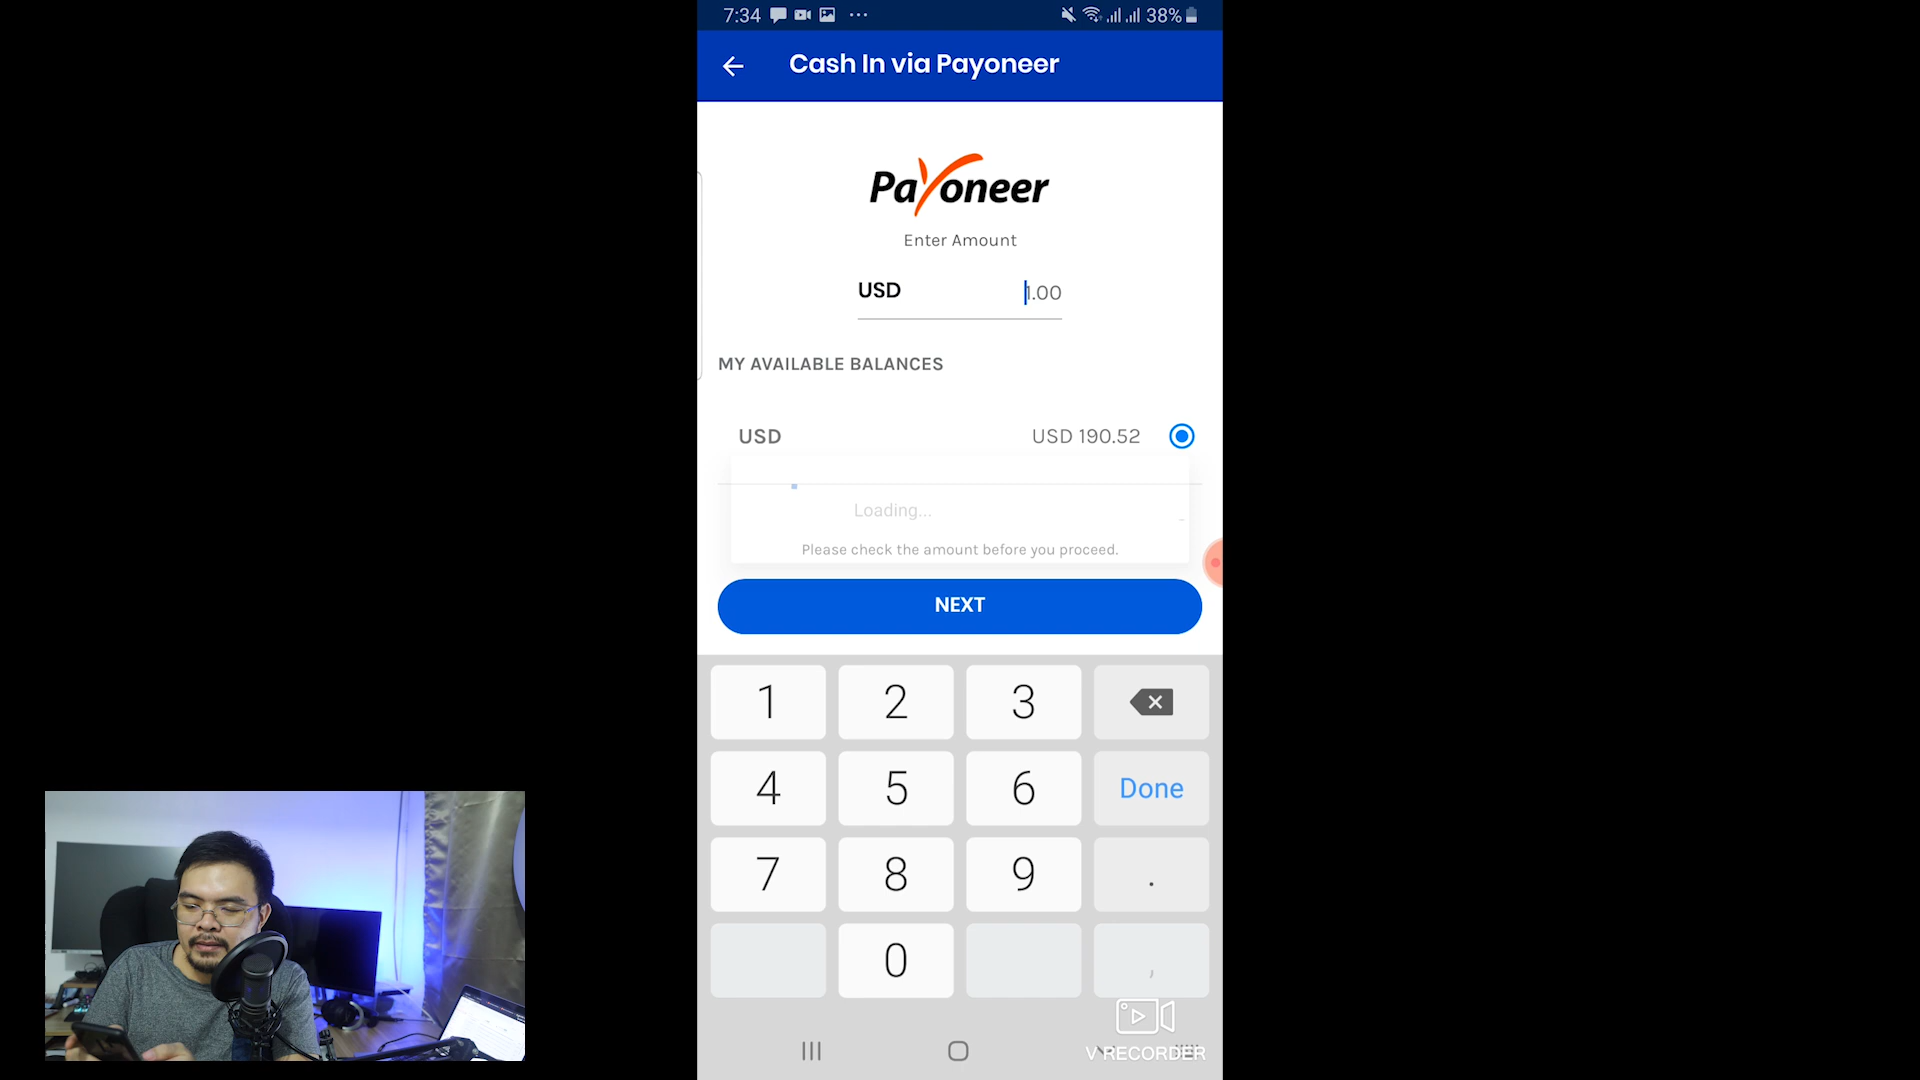 7:34 ... 38%
Cash In via Payoneer
Payoneer
Enter Amount
USD 1.00
MY AVAILABLE BALANCES
USD USD 190.52
Loading...
Please check the amount before you proceed.
NEXT
1 2 3
4 5 6 Done
7 8 9 .
0 ,
V RECORDER